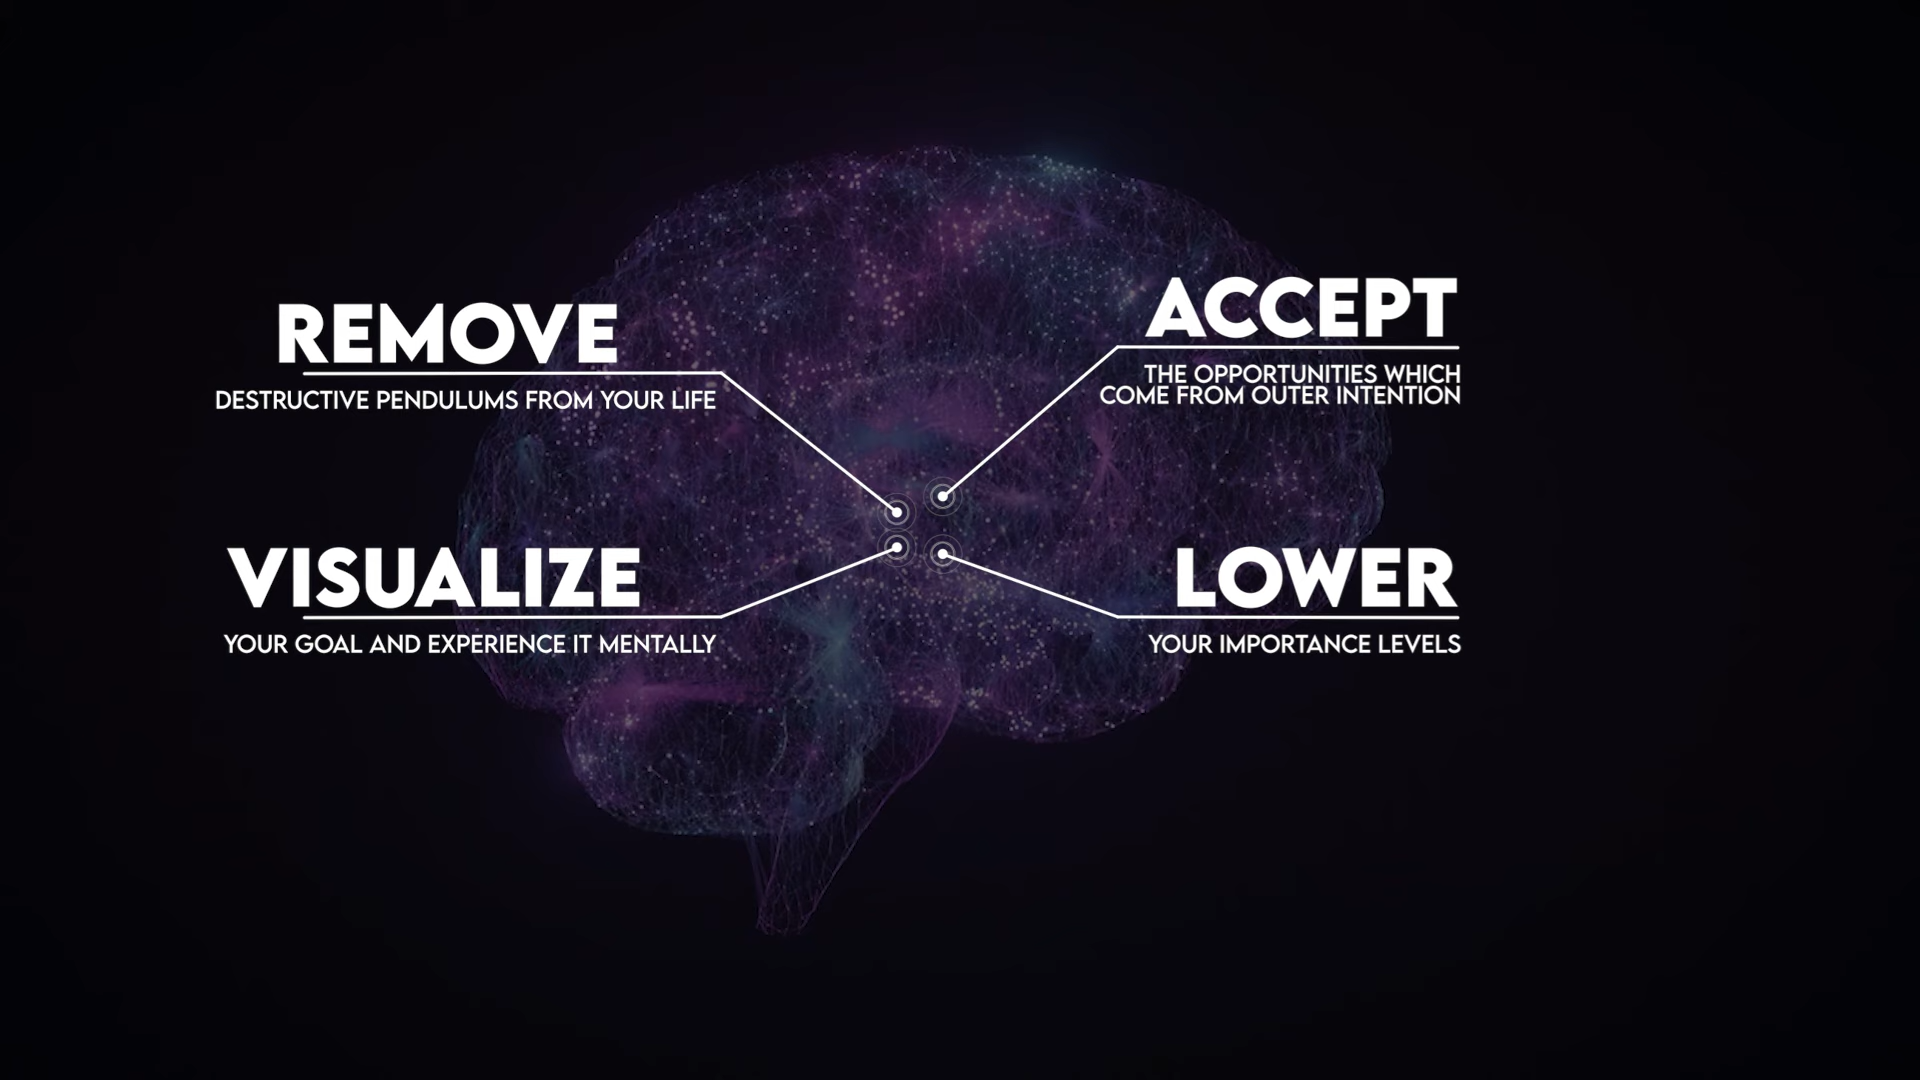 REMOVE
DESTRUCTIVE PENDULUMS FROM YOUR LIFE
VISUALIZE
YOUR GOAL AND EXPERIENCE IT MENTALLY
ACCEPT
THE OPPORTUNITIES WHICH
COME FROM OUTER INTENTION
LOWER
YOUR IMPORTANCE LEVELS